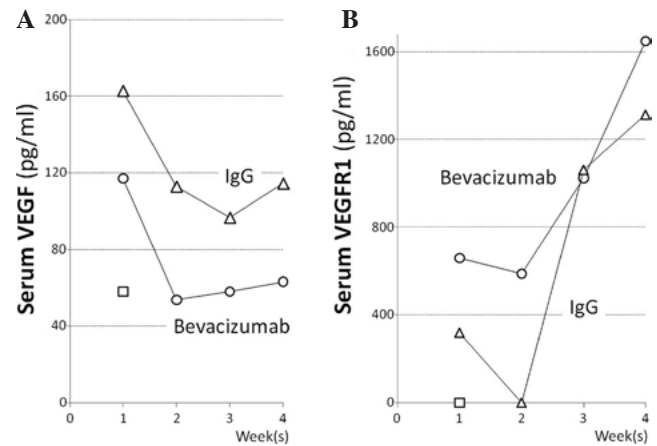 A
Serum VEGF (pg/ml)
200
160
120
80
40
0
IgG
Bevacizumab
0 1 2 3 4
Week(s)
B
Serum VEGFR1 (pg/ml)
1600
1200
800
400
0
Bevacizumab
IgG
0 1 2 3 4
Week(s)